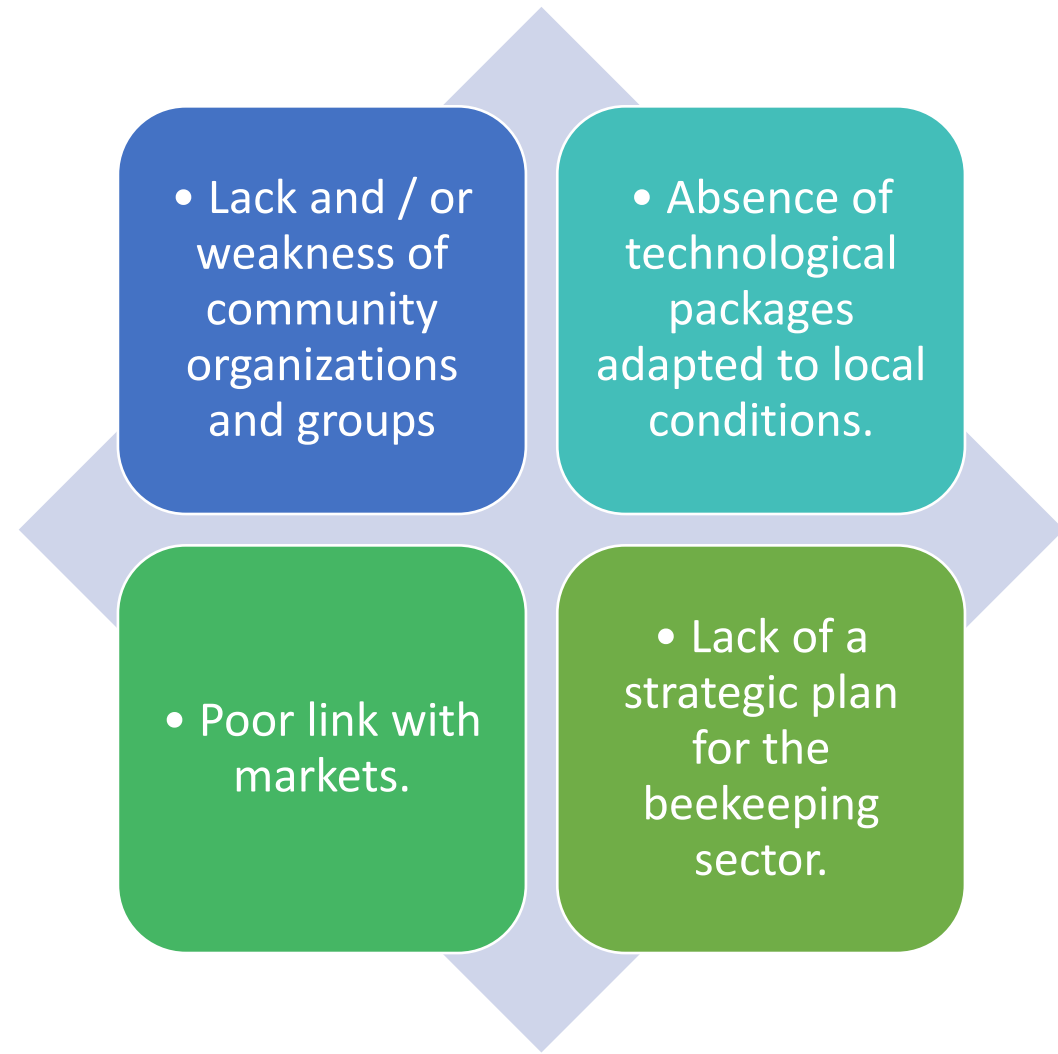 • Lack and / or
weakness of
community
organizations
and groups
• Absence of
technological
packages
adapted to local
conditions.
• Poor link with
markets.
• Lack of a
strategic plan
for the
beekeeping
sector.